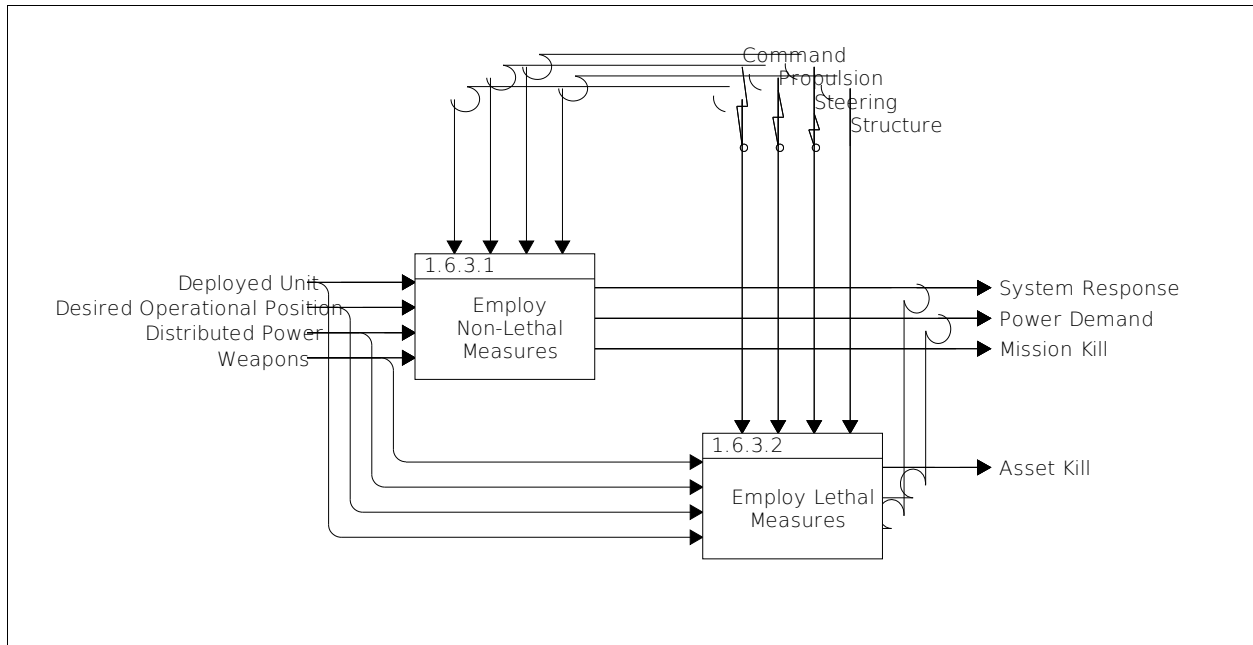 Command
Propulsion
Steering
Structure
1.6.3.1
Employ
Non-Lethal
Measures
Deployed Unit
Desired Operational Position
Distributed Power
Weapons
System Response
Power Demand
Mission Kill
1.6.3.2
Employ Lethal
Measures
Asset Kill